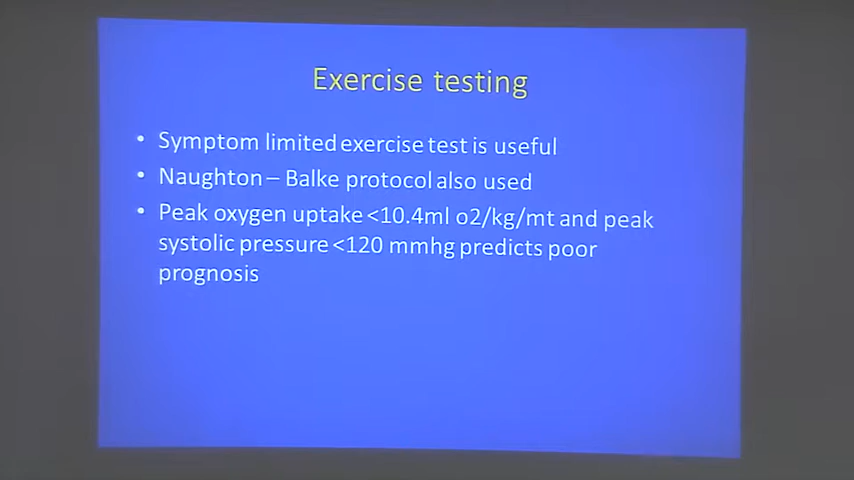 Exercise testing
• Symptom limited exercise test is useful
• Naughton – Balke protocol also used
• Peak oxygen uptake <10.4ml o2/kg/mt and peak
systolic pressure <120 mmhg predicts poor
prognosis